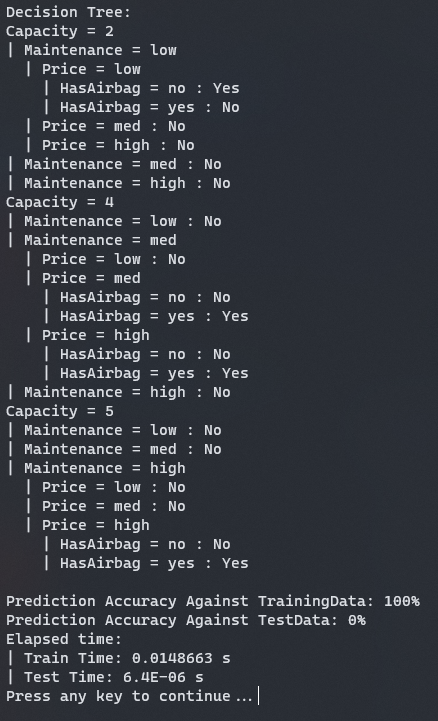 Decision Tree:
Capacity = 2
| Maintenance = low
  | Price = low
    | HasAirbag = no : Yes
    | HasAirbag = yes : No
  | Price = med : No
  | Price = high : No
| Maintenance = med : No
| Maintenance = high : No
Capacity = 4
| Maintenance = low : No
| Maintenance = med
  | Price = low : No
  | Price = med
    | HasAirbag = no : No
    | HasAirbag = yes : Yes
  | Price = high
    | HasAirbag = no : No
    | HasAirbag = yes : Yes
| Maintenance = high : No
Capacity = 5
| Maintenance = low : No
| Maintenance = med : No
| Maintenance = high
  | Price = low : No
  | Price = med : No
  | Price = high
    | HasAirbag = no : No
    | HasAirbag = yes : Yes

Prediction Accuracy Against TrainingData: 100%
Prediction Accuracy Against TestData: 0%
Elapsed time:
| Train Time: 0.0148663 s
| Test Time: 6.4E-06 s
Press any key to continue...